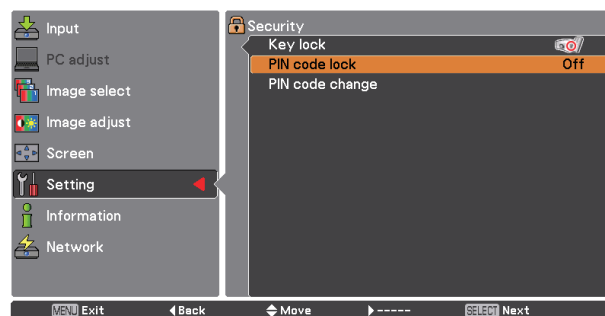 Input
PC adjust
Image select
Image adjust
Screen
Setting
Information
Network
Security
Key lock
PIN code lock Off
PIN code change
MENU Exit Back Move ----- SELECT Next